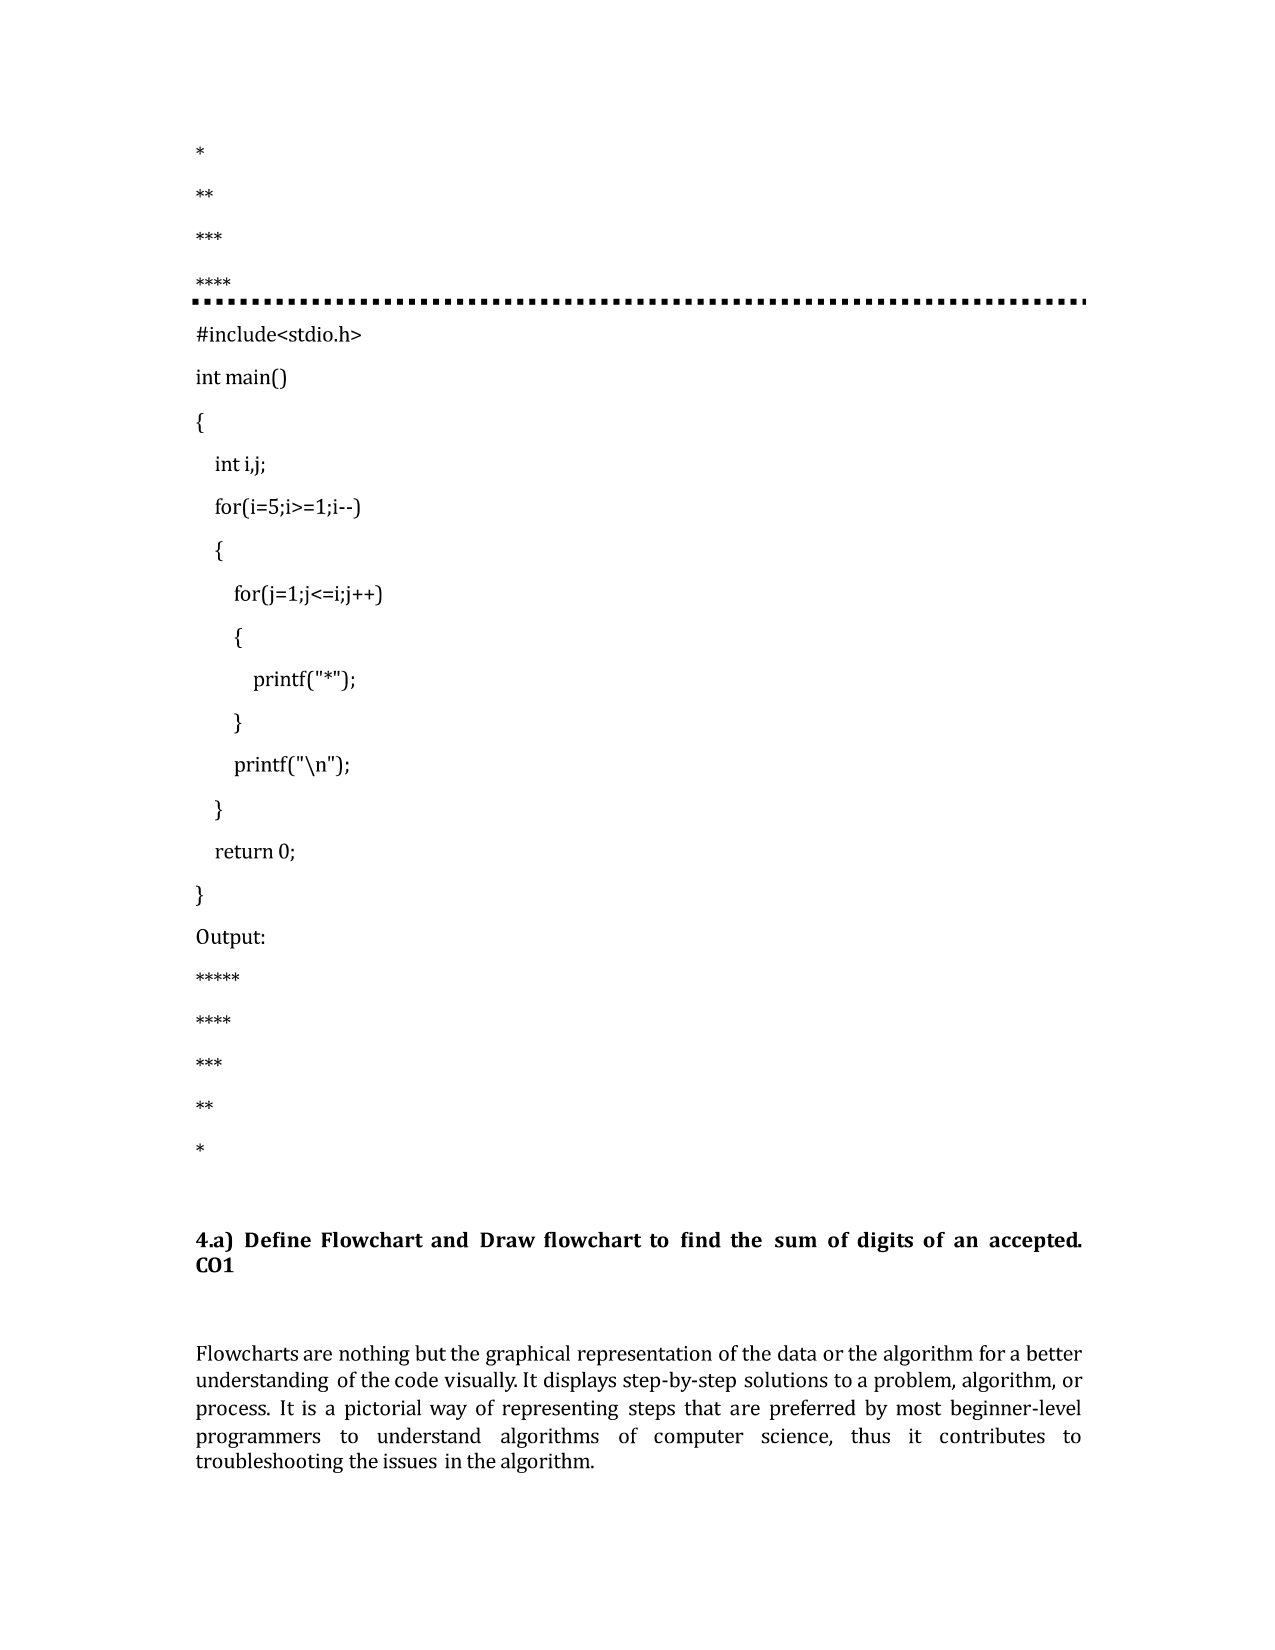 *
**
***
****
#include<stdio.h>
int main()
{
int i,j;
for(i=5;i>=1;i--)
{
for(j=1;j<=i;j++)
{
printf("*");
}
printf("\n");
}
return 0;
}
Output:
*****
****
***
**
*
4.a) Define Flowchart and Draw flowchart to find the sum of digits of an accepted.
CO1
Flowcharts are nothing but the graphical representation of the data or the algorithm for a better
understanding of the code visually. It displays step-by-step solutions to a problem, algorithm, or
process. It is a pictorial way of representing steps that are preferred by most beginner-level
programmers to understand algorithms of computer science, thus it contributes to
troubleshooting the issues in the algorithm.